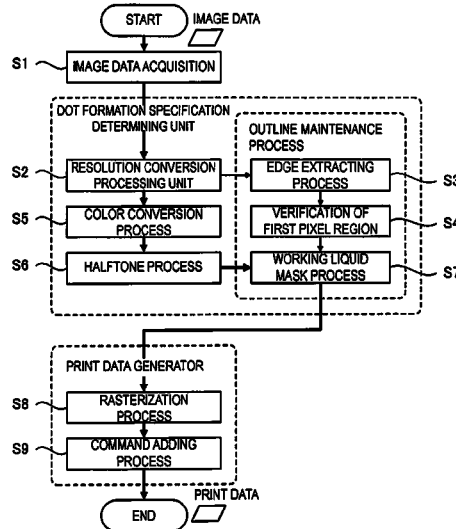 START
IMAGE DATA
S1
IMAGE DATA ACQUISITION
DOT FORMATION SPECIFICATION
DETERMINING UNIT
OUTLINE MAINTENANCE
PROCESS
S2
RESOLUTION CONVERSION
PROCESSING UNIT
EDGE EXTRACTING
PROCESS
S3
S5
COLOR CONVERSION
PROCESS
VERIFICATION OF
FIRST PIXEL REGION
S4
S6
HALFTONE PROCESS
WORKING LIQUID
MASK PROCESS
S7
PRINT DATA GENERATOR
S8
RASTERIZATION
PROCESS
S9
COMMAND ADDING
PROCESS
END
PRINT DATA